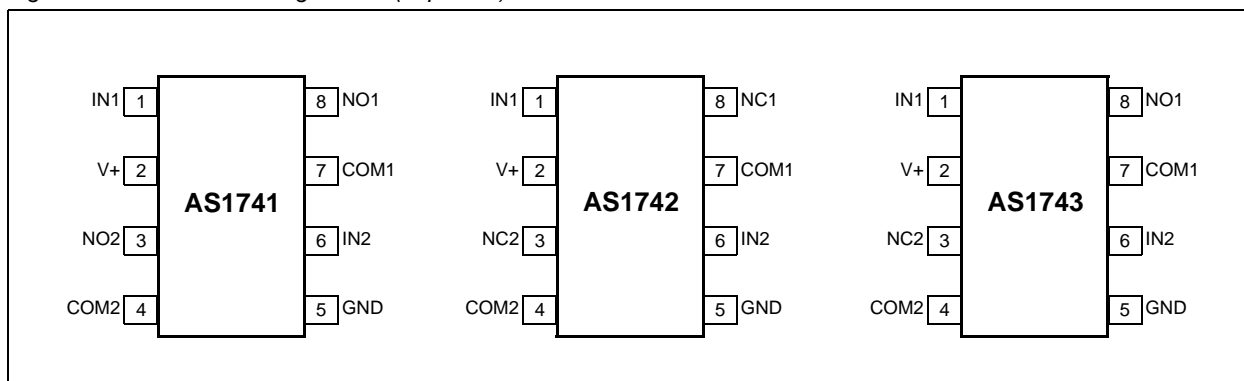 IN1 1 8 NO1
V+ 2 7 COM1
AS1741
NO2 3 6 IN2
COM2 4 5 GND
IN1 1 8 NC1
V+ 2 7 COM1
AS1742
NC2 3 6 IN2
COM2 4 5 GND
IN1 1 8 NO1
V+ 2 7 COM1
AS1743
NC2 3 6 IN2
COM2 4 5 GND